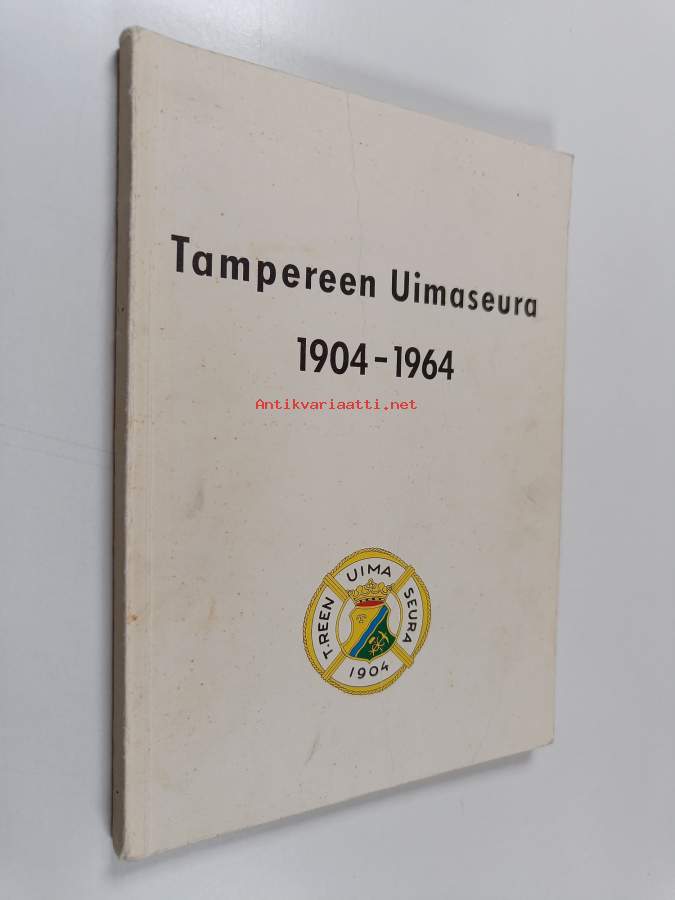 Tampereen Uimaseura
1904-1964
Antikvariaatti.net
T:REEN UIMA SEURA
1904